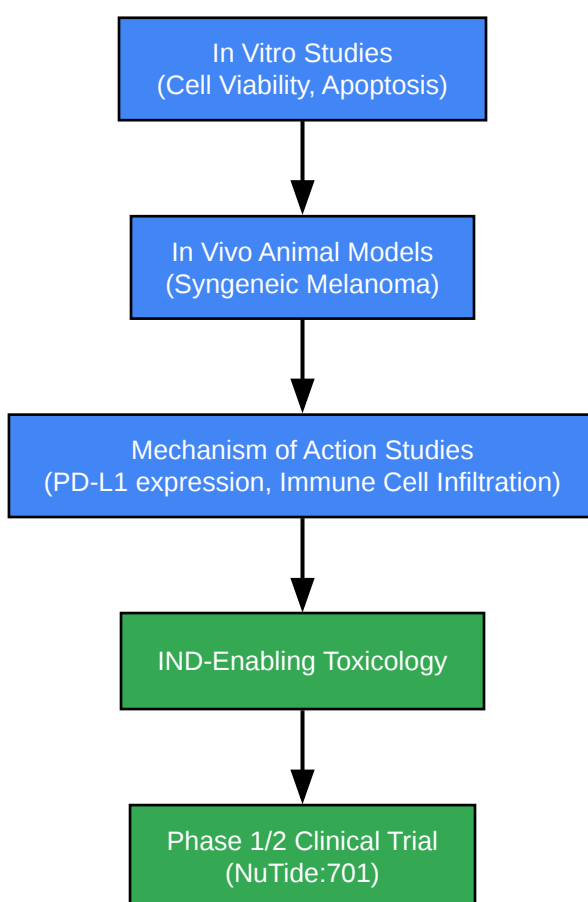 In Vitro Studies
(Cell Viability, Apoptosis)
In Vivo Animal Models
(Syngeneic Melanoma)
Mechanism of Action Studies
(PD-L1 expression, Immune Cell Infiltration)
IND-Enabling Toxicology
Phase 1/2 Clinical Trial
(NuTide:701)